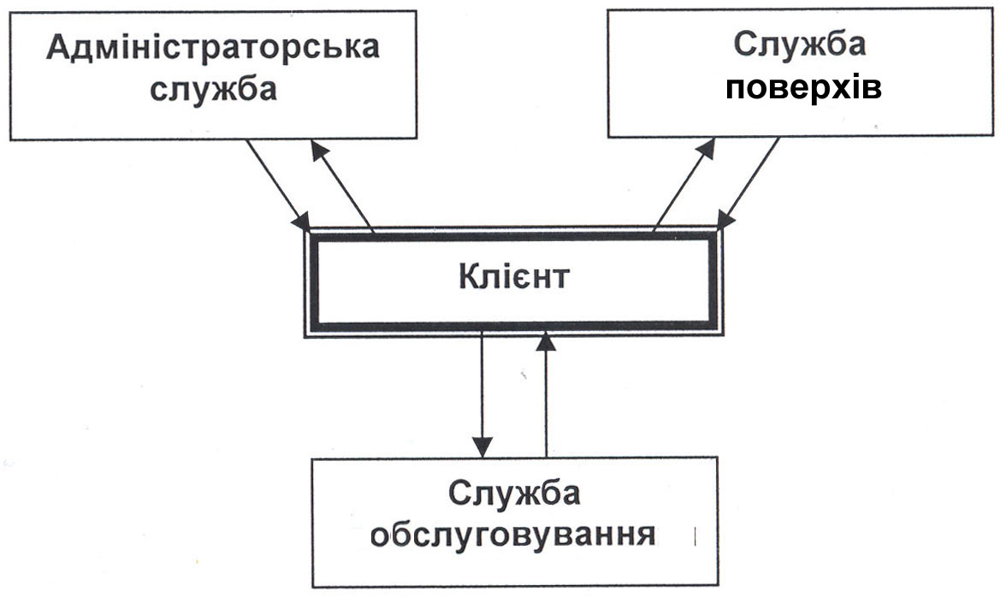 Адміністраторська
служба
Служба
поверхів
Клієнт
Служба
обслуговування